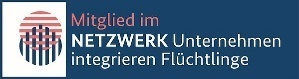 Mitglied im
NETZWERK Unternehmen
integrieren Flüchtlinge